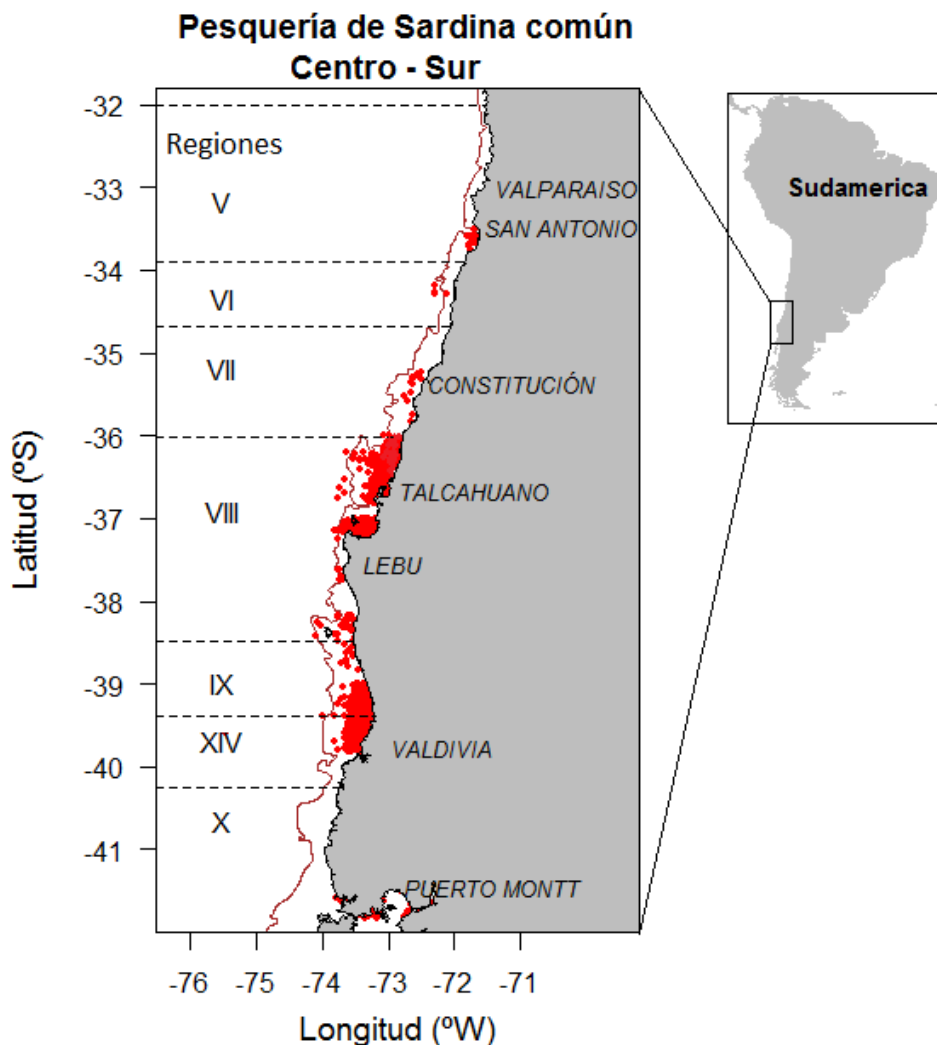 Pesquería de Sardina común
Centro - Sur
Regiones
V
VI
VII
VIII
IX
XIV
X
VALPARAISO
SAN ANTONIO
CONSTITUCIÓN
TALCAHUANO
LEBU
VALDIVIA
PUERTO MONTT
Sudamerica
Latitud (ºS)
-32
-33
-34
-35
-36
-37
-38
-39
-40
-41
-76 -75 -74 -73 -72 -71
Longitud (ºW)